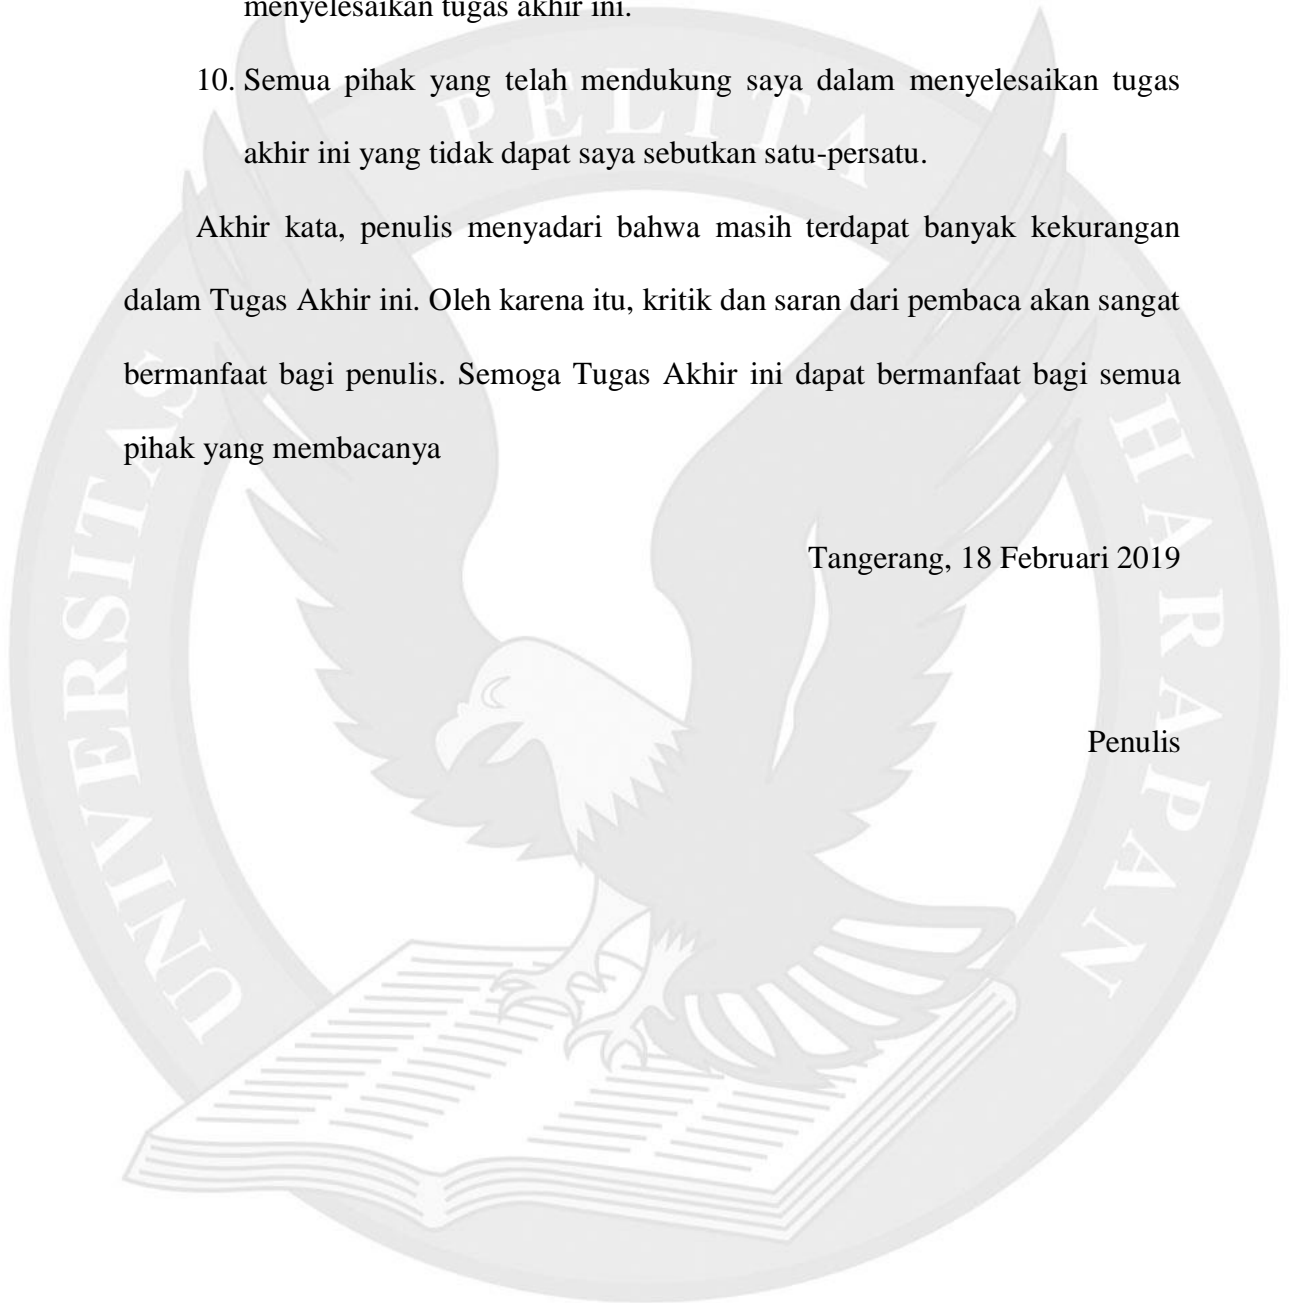 menyelesaikan tugas akhir ini.
10. Semua pihak yang telah mendukung saya dalam menyelesaikan tugas
akhir ini yang tidak dapat saya sebutkan satu-persatu.
Akhir kata, penulis menyadari bahwa masih terdapat banyak kekurangan
dalam Tugas Akhir ini. Oleh karena itu, kritik dan saran dari pembaca akan sangat
bermanfaat bagi penulis. Semoga Tugas Akhir ini dapat bermanfaat bagi semua
pihak yang membacanya
Tangerang, 18 Februari 2019
Penulis
UNIVERSITAS PELITA HARAPAN